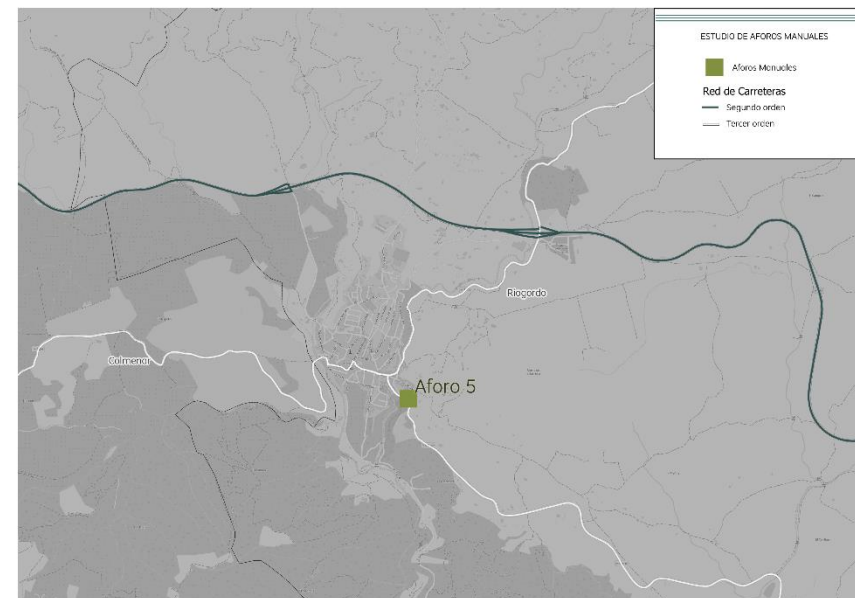 ESTUDIO DE AFOROS MANUALES
Aforos Manuales
Red de Carreteras
Segundo orden
Tercer orden
Riogordo
Colmenar
Aforo 5